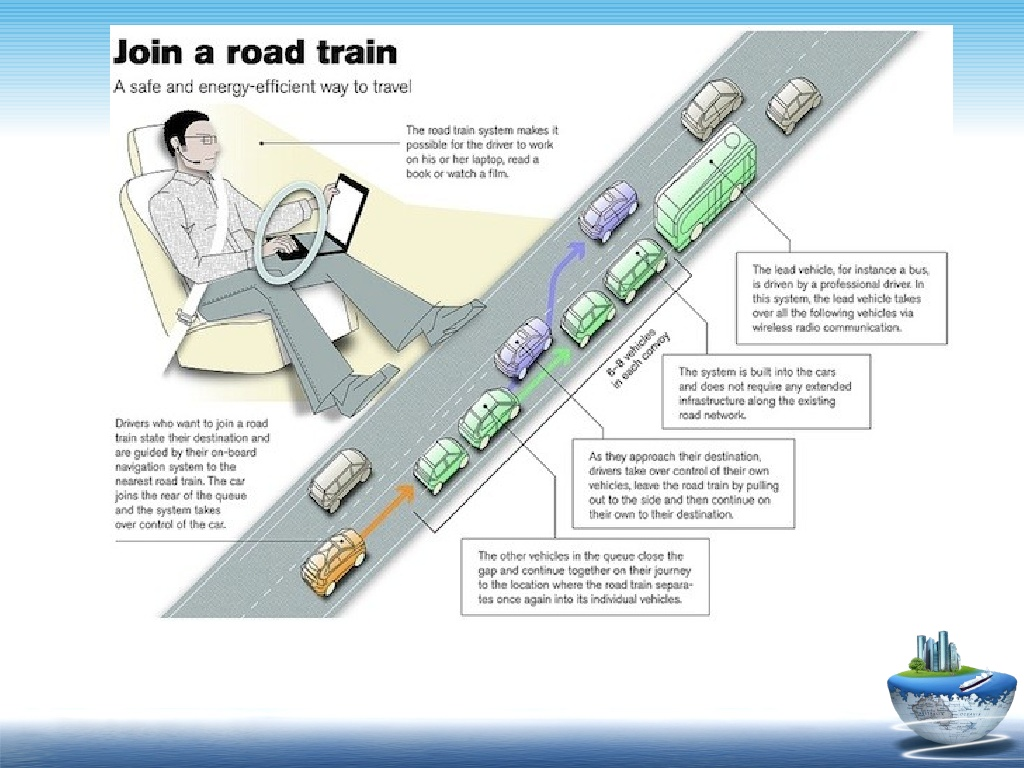 Join a road train
A safe and energy-efficient way to travel
The road train system makes it
possible for the driver to work
on his or her laptop, read a
book or watch a film.
The lead vehicle, for instance a bus,
is driven by a professional driver. In
this system, the lead vehicle takes
over all the following vehicles via
wireless radio communication.
6–8 vehicles
in each convoy
The system is built into the cars
and does not require any extended
infrastructure along the existing
road network.
Drivers who want to join a road
train state their destination and
are guided by their on-board
navigation system to the
nearest road train. The car
joins the rear of the queue
and the system takes
over control of the car.
As they approach their destination,
drivers take over control of their own
vehicles, leave the road train by pulling
out to the side and then continue on
their own to their destination.
The other vehicles in the queue close the
gap and continue together on their journey
to the location where the road train separa-
tes once again into its individual vehicles.